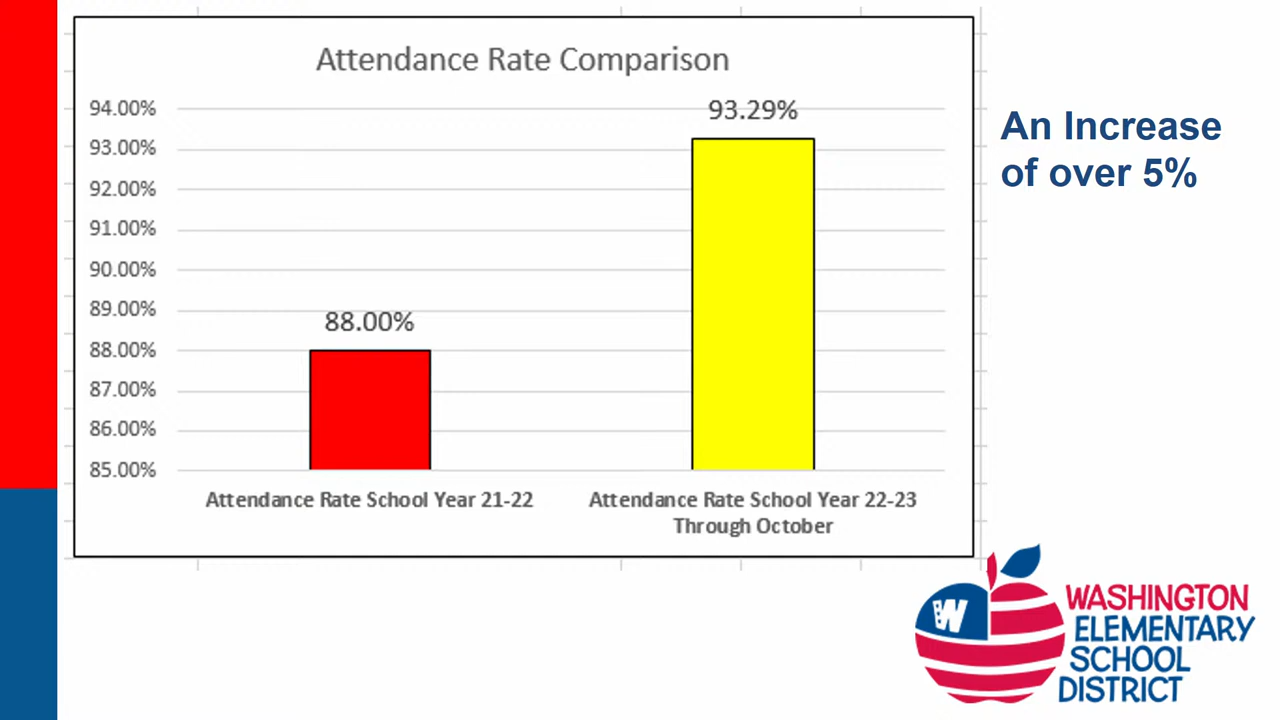 Attendance Rate Comparison
94.00%
93.00%
92.00%
91.00%
90.00%
89.00%
88.00%
87.00%
86.00%
85.00%
88.00%
93.29%
Attendance Rate School Year 21-22
Attendance Rate School Year 22-23
Through October
An Increase
of over 5%
W
WASHINGTON
ELEMENTARY
SCHOOL
DISTRICT